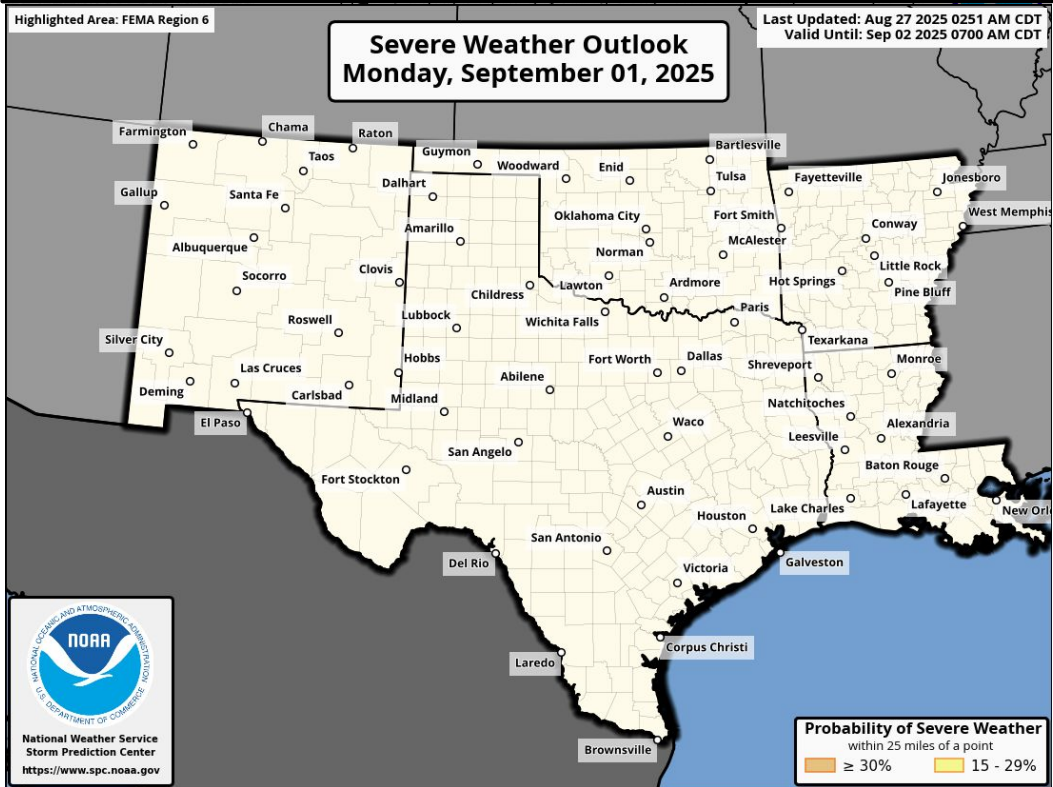 Highlighted Area: FEMA Region 6
Severe Weather Outlook
Monday, September 01, 2025
Last Updated: Aug 27 2025 0251 AM CDT
Valid Until: Sep 02 2025 0700 AM CDT
Farmington
Chama
Raton
Taos
Guymon
Woodward
Enid
Bartlesville
Tulsa
Fayetteville
Jonesboro
Gallup
Santa Fe
Dalhart
Oklahoma City
Fort Smith
West Memphis
Albuquerque
Amarillo
Norman
McAlester
Conway
Socorro
Clovis
Childress
Lawton
Ardmore
Hot Springs
Little Rock
Pine Bluff
Roswell
Lubbock
Wichita Falls
Paris
Texarkana
Silver City
Hobbs
Fort Worth
Dallas
Shreveport
Monroe
Deming
Las Cruces
Carlsbad
Midland
Abilene
Natchitoches
El Paso
San Angelo
Waco
Leesville
Alexandria
Fort Stockton
Baton Rouge
Austin
Houston
Lake Charles
Lafayette
New Orl
San Antonio
Del Rio
Galveston
Victoria
Laredo
Corpus Christi
Brownsville
NATIONAL OCEANIC AND ATMOSPHERIC ADMINISTRATION
NOAA
U.S. DEPARTMENT OF COMMERCE
National Weather Service
Storm Prediction Center
https://www.spc.noaa.gov
Probability of Severe Weather
within 25 miles of a point
≥ 30%
15 - 29%